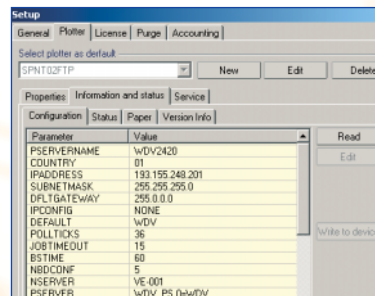 Setup
General Plotter License Purge Accounting
Select plotter as derfault
SPNT02FTP New Edit Delete
Properties Information and status Service
Configuration Status Paper Version Info
Parameter Value Read
PSERVERNAME WDV2420
COUNTRY 01 Edit
IPADDRESS 193.155.248.201
SUBNETMASK 255.255.255.0
DFLTGATEWAY 255.0.0.0
IPCONFIG NONE
DEFAULT WDV
POLLTICKS 36 Write to devic
JOBTIMEOUT 15
BSTIME 60
NBDCONF 5
NSERVER VE-001
PSERVER